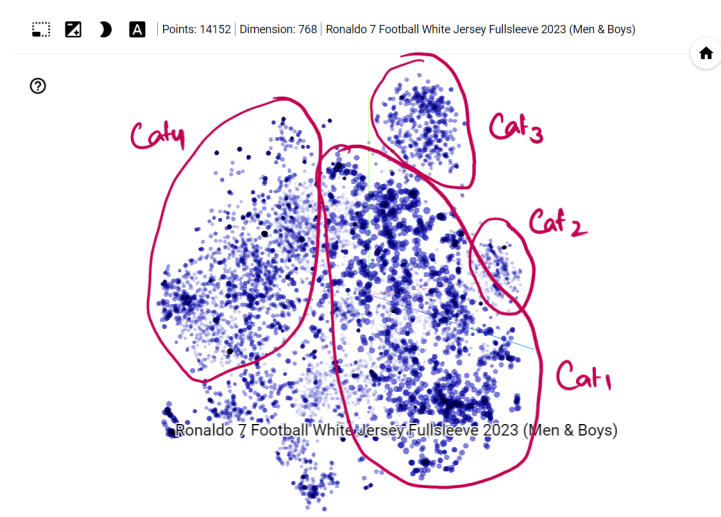 A Points: 14152 | Dimension: 768 | Ronaldo 7 Football White Jersey Fullsleeve 2023 (Men & Boys)
Cat3
Cat4
Cat2
Cat1
Ronaldo 7 Football White Jersey Fullsleeve 2023 (Men & Boys)